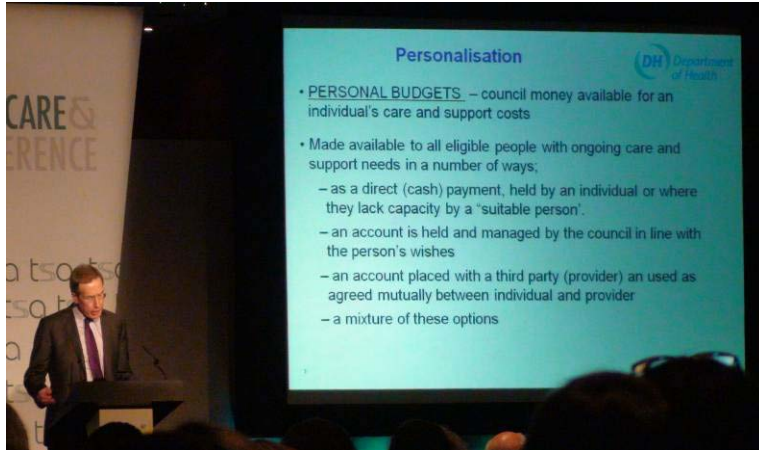 Personalisation
DH Department
of Health
• PERSONAL BUDGETS – council money available for an
individual's care and support costs
• Made available to all eligible people with ongoing care and
support needs in a number of ways;
– as a direct (cash) payment, held by an individual or where
they lack capacity by a “suitable person’.
– an account is held and managed by the council in line with
the person's wishes
– an account placed with a third party (provider) an used as
agreed mutually between individual and provider
– a mixture of these options
CARE&
ERENCE
a tsa tsa
tsa